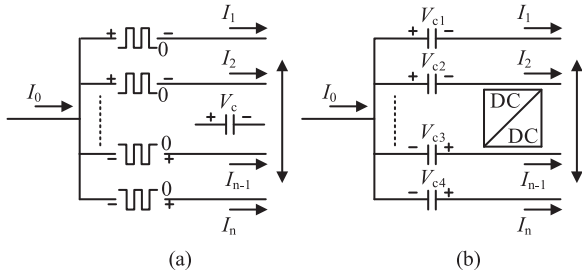 I1
+ − 0
I2
+ − 0
I0
Vc
+ −
0
− +
In-1
0
− +
In
(a)
Vc1 I1
+ −
Vc2 I2
+ −
I0
DC
DC
Vc3
− +
In-1
Vc4
− +
In
(b)